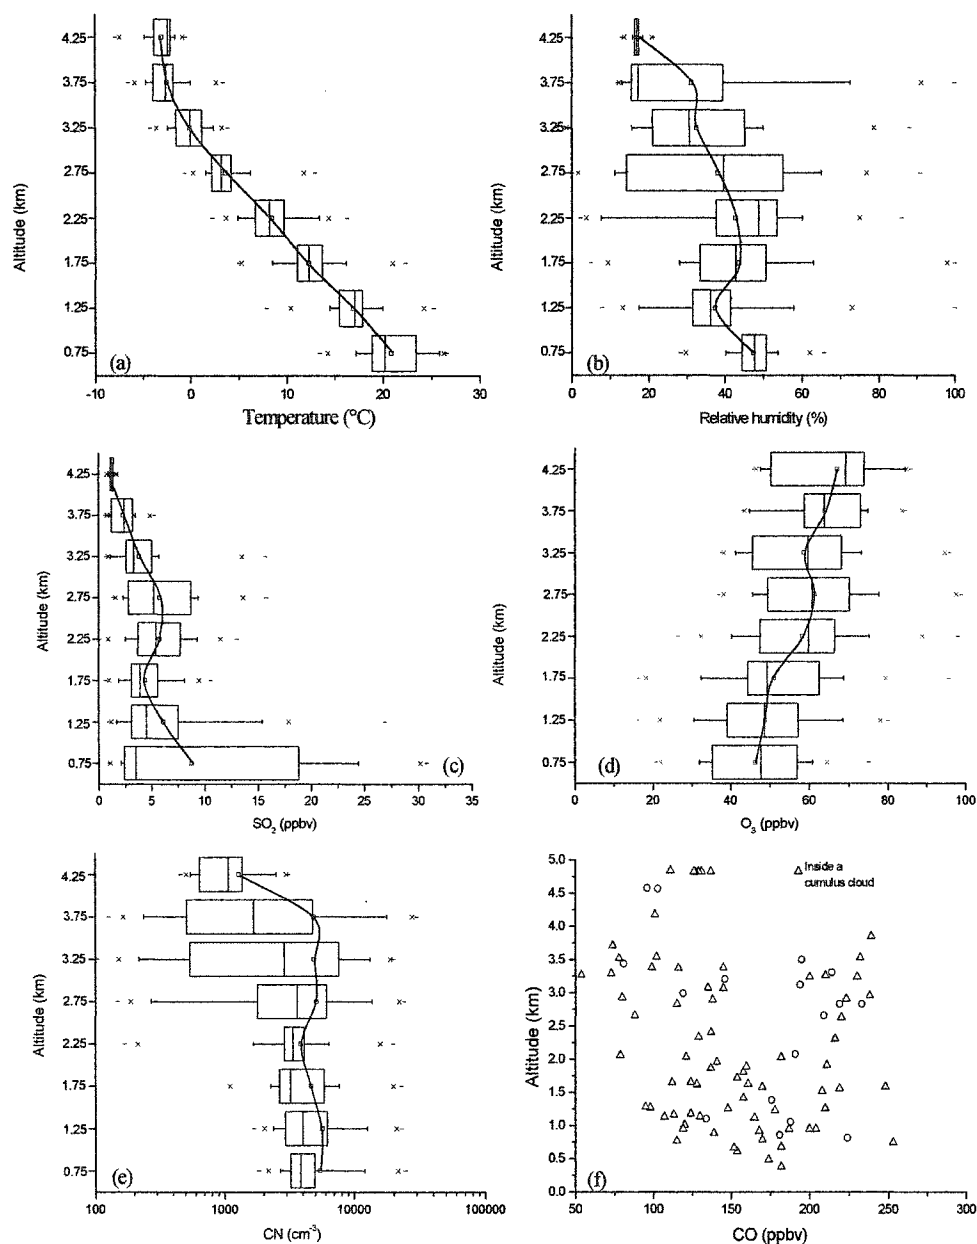 4.25
3.75
3.25
2.75
2.25
1.75
1.25
0.75
Altitude (km)
(a)
-10 0 10 20 30
Temperature (°C)
4.25
3.75
3.25
2.75
2.25
1.75
1.25
0.75
Altitude (km)
(b)
0 20 40 60 80 100
Relative humidity (%)
4.25
3.75
3.25
2.75
2.25
1.75
1.25
0.75
Altitude (km)
(c)
0 5 10 15 20 25 30 35
SO2 (ppbv)
4.25
3.75
3.25
2.75
2.25
1.75
1.25
0.75
Altitude (km)
(d)
0 20 40 60 80 100
O3 (ppbv)
4.25
3.75
3.25
2.75
2.25
1.75
1.25
0.75
Altitude (km)
(e)
100 1000 10000 100000
CN (cm-3)
5.0
4.5
4.0
3.5
3.0
2.5
2.0
1.5
1.0
0.5
0.0
Altitude (km)
Inside a
cumulus cloud
(f)
50 100 150 200 250 300
CO (ppbv)